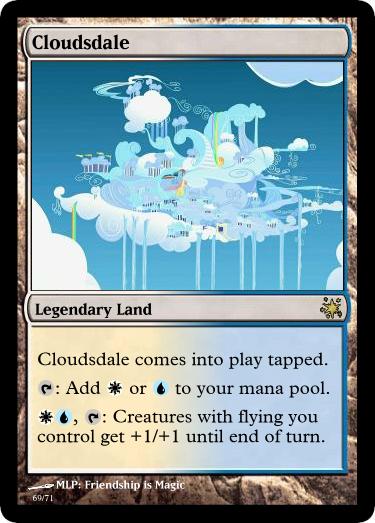 Cloudsdale
Legendary Land
Cloudsdale comes into play tapped.
: Add or to your mana pool.
, : Creatures with flying you
control get +1/+1 until end of turn.
MLP: Friendship is Magic
69/71